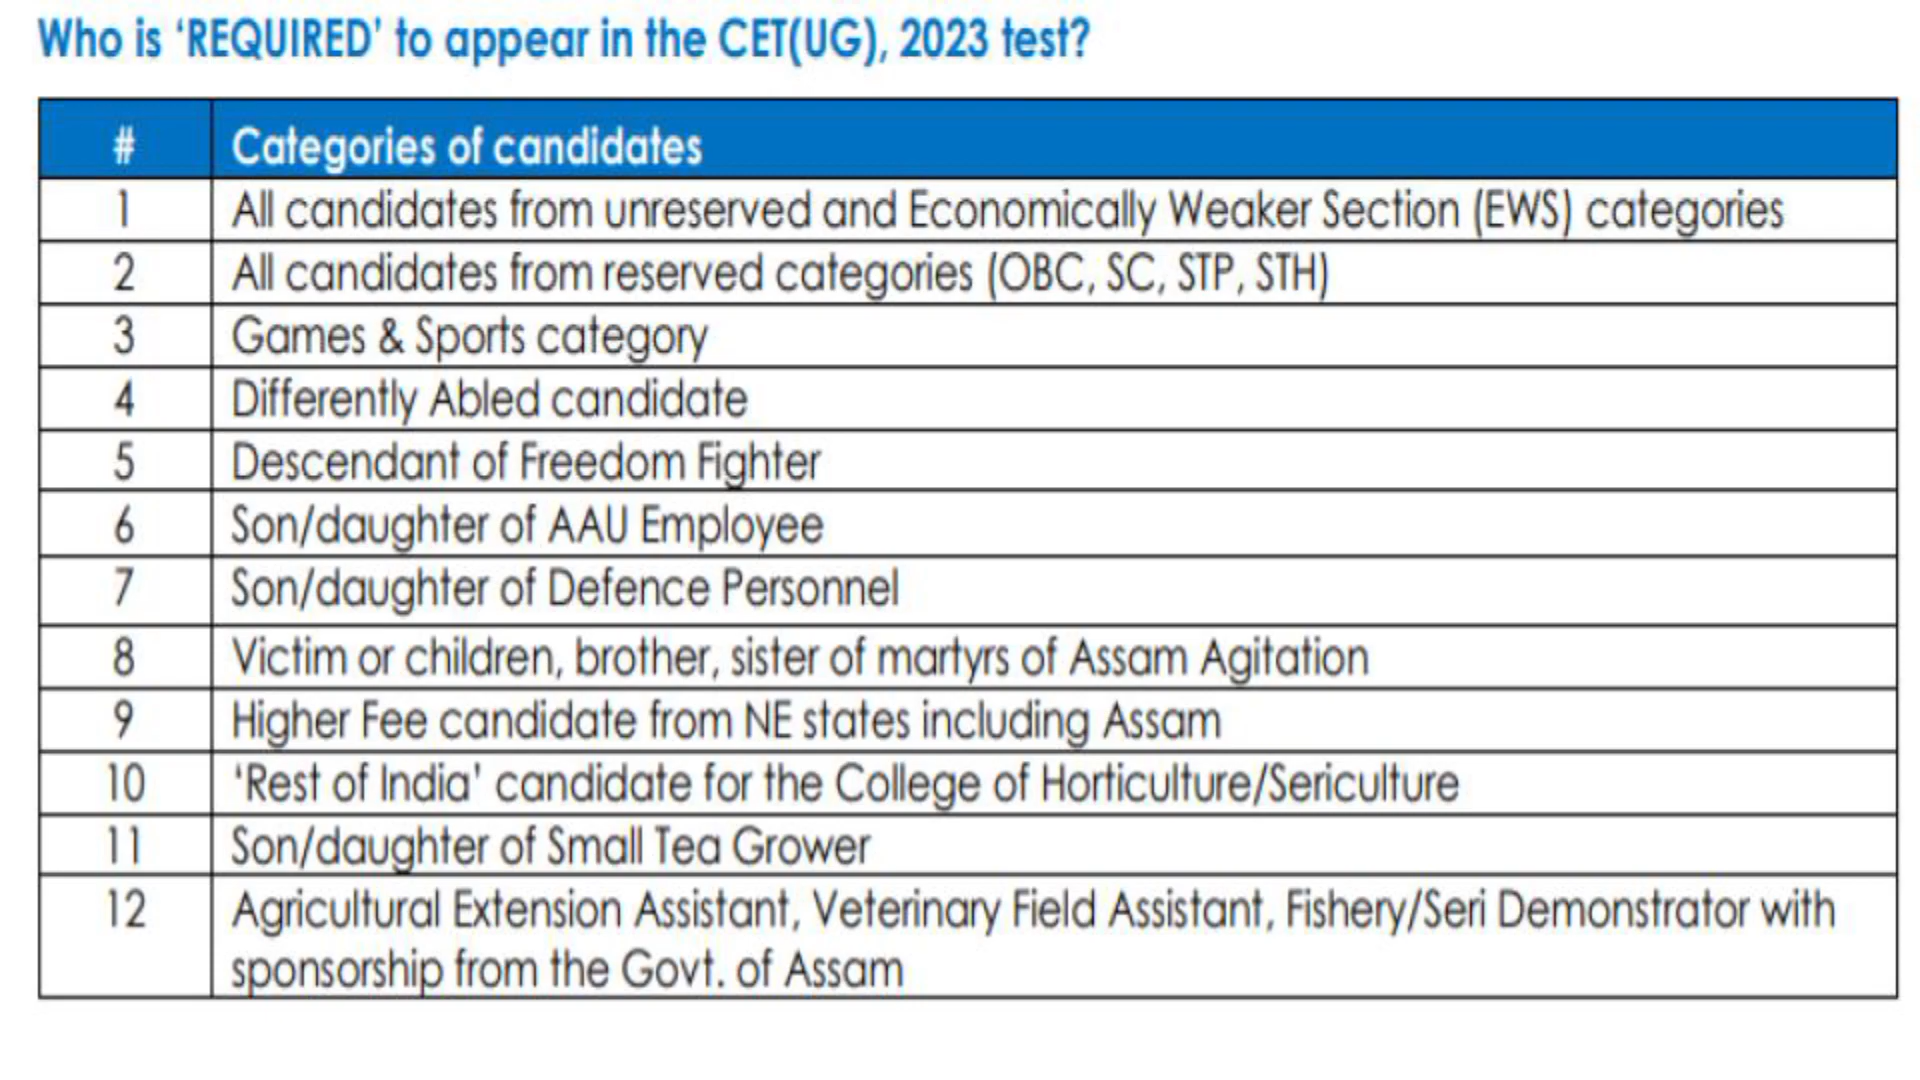 Who is ‘REQUIRED’ to appear in the CET(UG), 2023 test?
# Categories of candidates
1 All candidates from unreserved and Economically Weaker Section (EWS) categories
2 All candidates from reserved categories (OBC, SC, STP, STH)
3 Games & Sports category
4 Differently Abled candidate
5 Descendant of Freedom Fighter
6 Son/daughter of AAU Employee
7 Son/daughter of Defence Personnel
8 Victim or children, brother, sister of martyrs of Assam Agitation
9 Higher Fee candidate from NE states including Assam
10 ‘Rest of India’ candidate for the College of Horticulture/Sericulture
11 Son/daughter of Small Tea Grower
12 Agricultural Extension Assistant, Veterinary Field Assistant, Fishery/Seri Demonstrator with
sponsorship from the Govt. of Assam